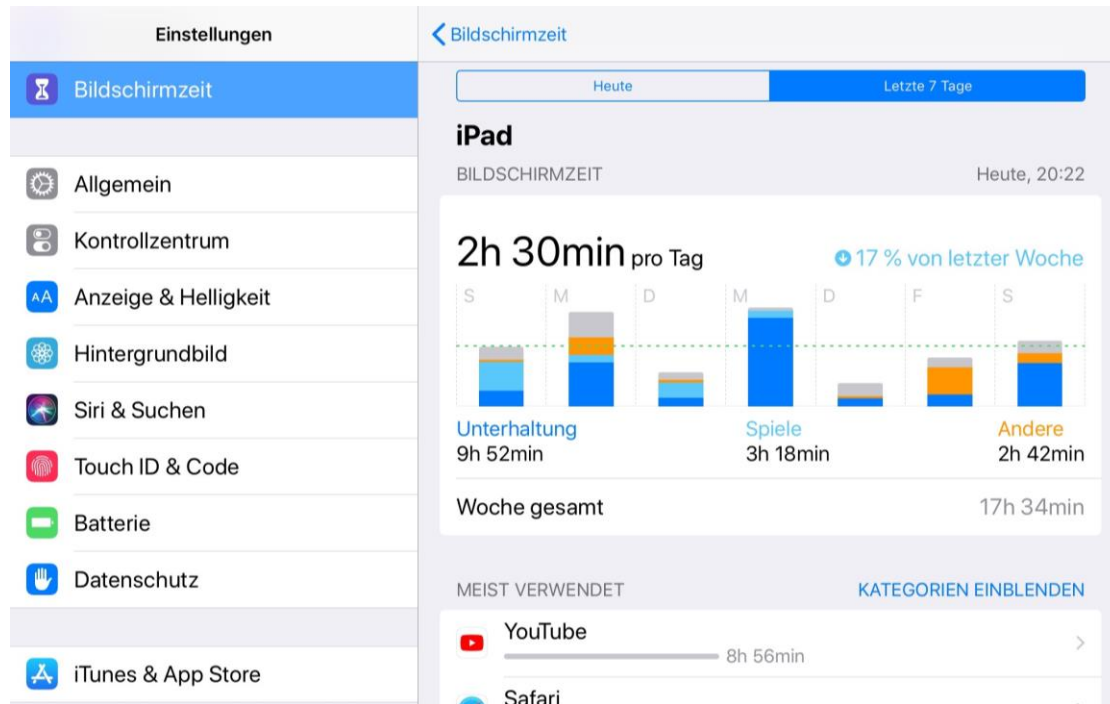 Einstellungen
Bildschirmzeit
Allgemein
Kontrollzentrum
AA
Anzeige & Helligkeit
Hintergrundbild
Siri & Suchen
Touch ID & Code
Batterie
Datenschutz
iTunes & App Store
Bildschirmzeit
Heute Letzte 7 Tage
iPad
BILDSCHIRMZEIT Heute, 20:22
2h 30min pro Tag 17 % von letzter Woche
S M D M D F S
Unterhaltung Spiele Andere
9h 52min 3h 18min 2h 42min
Woche gesamt 17h 34min
MEIST VERWENDET KATEGORIEN EINBLENDEN
YouTube
8h 56min
Safari